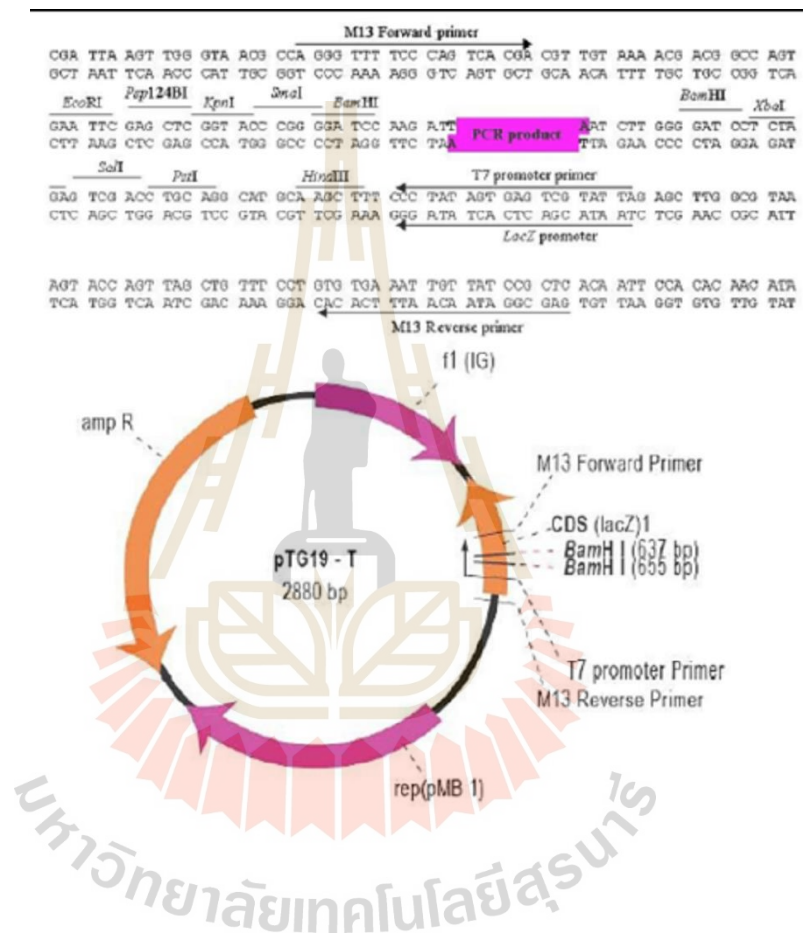 M13 Forward primer
CGA TTA AGT TGG GTA ACG CCA GGG TTT TCC CAG TCA CGA CGT TGT AAA ACG ACG GCC AGT
GCT AAT TCA ACC CAT TGC GGT CCC AAA AGG GTC AGT GCT GCA ACA TTT TGC TGC CGG TCA
EcoRI Psp124BI KpnI SmaI BamHI BamHI XbaI
GAA TTC GAG CTC GGT ACC CGG GGA TCC AAG ATT PCR product AAT CTT GGG GAT CCT CTA
CTT AAG CTC GAG CCA TGG GCC CCT AGG TTC TAA TTA GAA CCC CTA GGA GAT
SalI PstI HindIII T7 promoter primer
GAG TCG ACC TGC AGG CAT GCA AGC TTT CCC TAT AGT GAG TCG TAT TAG AGC TTG GCG TAA
CTC AGC TGG ACG TCC GTA CGT TCG AAA GGG ATA TCA CTC AGC ATA ATC TCG AAC CGC ATT
LacZ promoter
AGT ACC AGT TAG CTG TTT CCT GTG TGA AAT TGT TAT CCG CTC ACA ATT CCA CAC AAC ATA
TCA TGG TCA ATC GAC AAA GGA CAC ACT TTA ACA ATA GGC GAG TGT TAA GGT GTG TTG TAT
M13 Reverse primer
f1 (IG)
amp R
M13 Forward Primer
CDS (lacZ)1
BamH I (637 bp)
BamH I (655 bp)
pTG19 - T
2880 bp
T7 promoter Primer
M13 Reverse Primer
rep(pMB 1)
มหาวิทยาลัยเทคโนโลยีสุรนารี